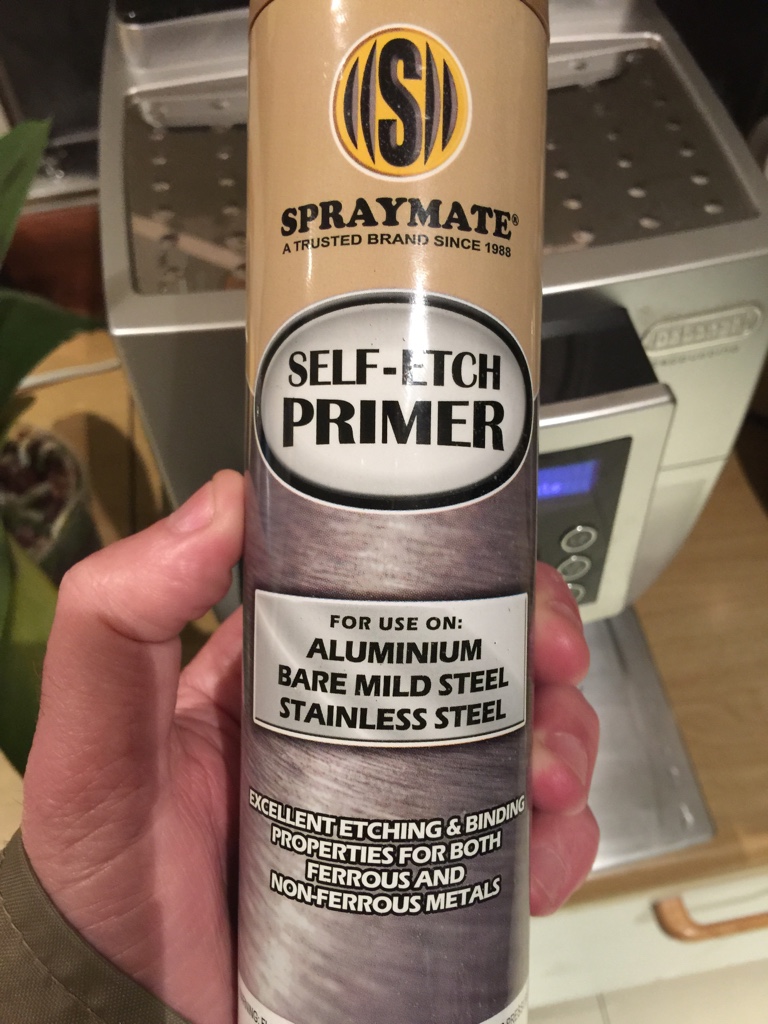 S
SPRAYMATE®
A TRUSTED BRAND SINCE 1988
SELF-ETCH
PRIMER
FOR USE ON:
ALUMINIUM
BARE MILD STEEL
STAINLESS STEEL
EXCELLENT ETCHING & BINDING
PROPERTIES FOR BOTH
FERROUS AND
NON-FERROUS METALS